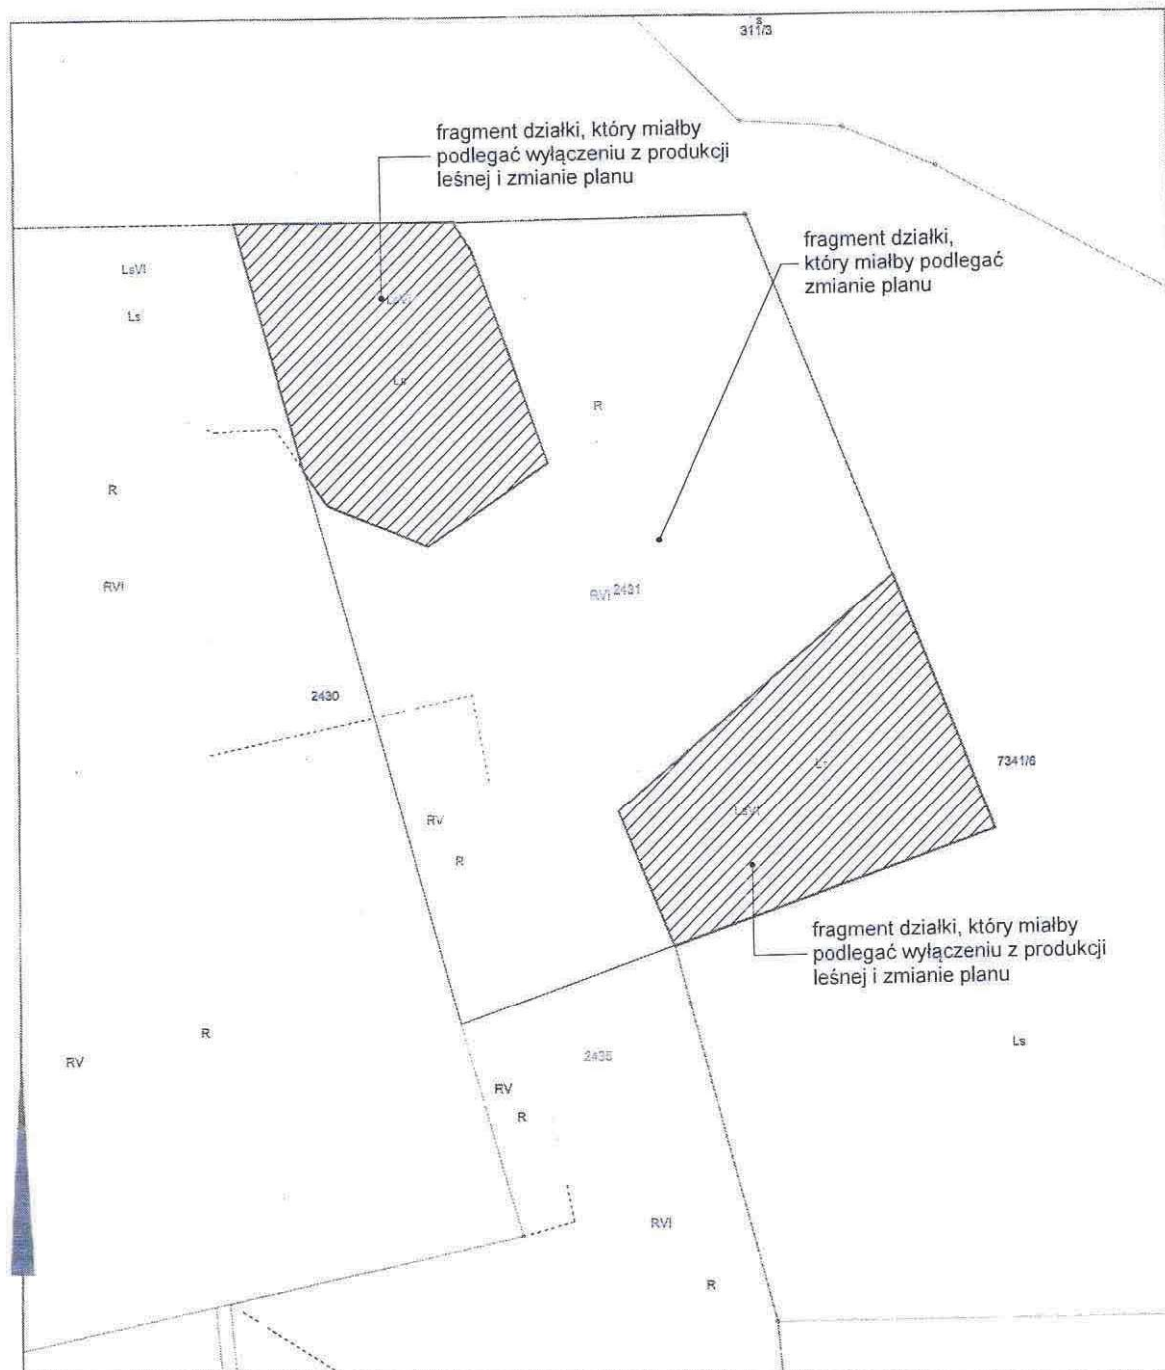 s
311/3
fragment działki, który miałby
podlegać wyłączeniu z produkcji
leśnej i zmianie planu
fragment działki,
który miałby podlegać
zmianie planu
LsVI
Ls
LsVI
Ls
R
R
RVI
RVI 2431
2430
7341/6
Ls
LsVI
RV
R
fragment działki, który miałby
podlegać wyłączeniu z produkcji
leśnej i zmianie planu
R
RV
2435
Ls
RV
R
RVI
R